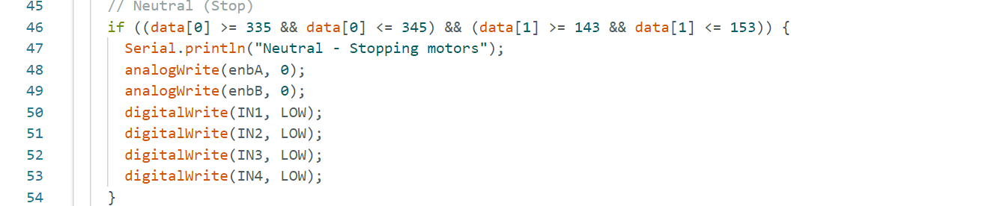 45 // Neutral (Stop)
46 if ((data[0] >= 335 && data[0] <= 345) && (data[1] >= 143 && data[1] <= 153)) {
47 Serial.println("Neutral - Stopping motors");
48 analogWrite(enbA, 0);
49 analogWrite(enbB, 0);
50 digitalWrite(IN1, LOW);
51 digitalWrite(IN2, LOW);
52 digitalWrite(IN3, LOW);
53 digitalWrite(IN4, LOW);
54 }